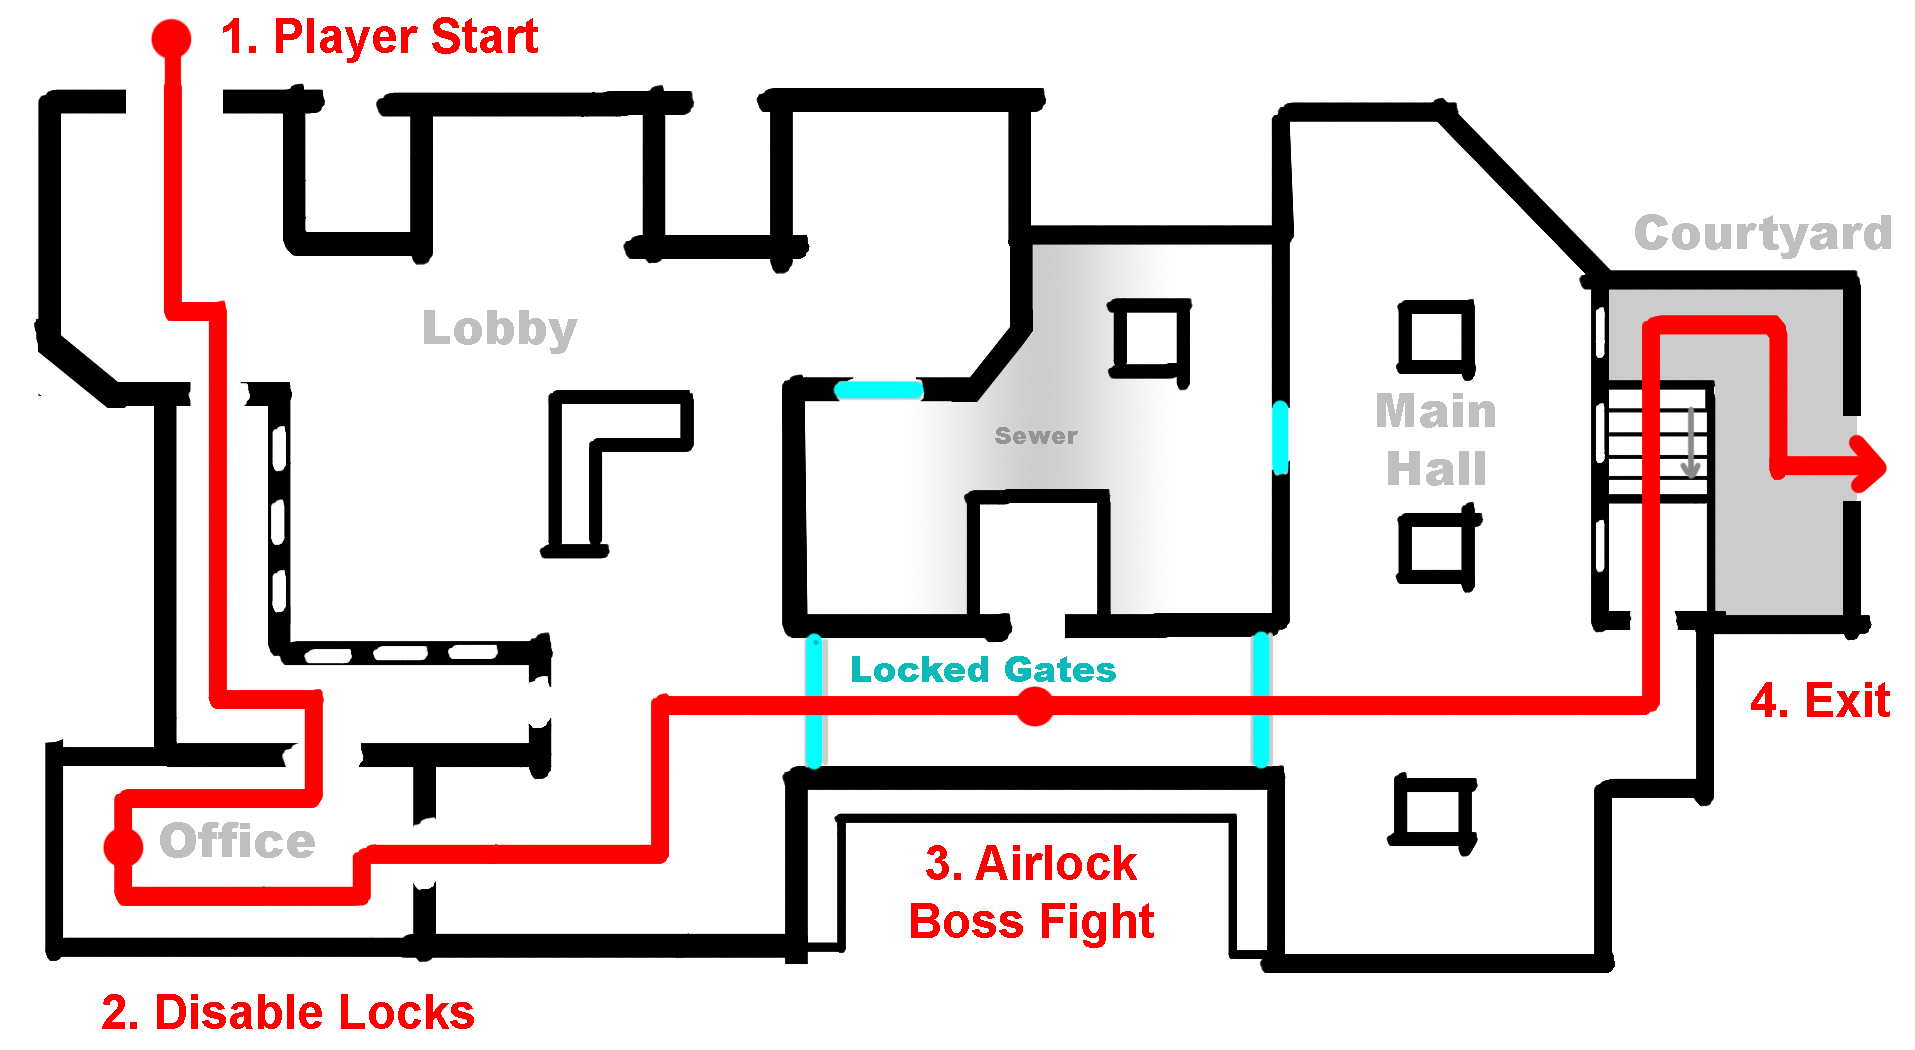 1. Player Start
Courtyard
Lobby
Main
Hall
Sewer
Locked Gates
4. Exit
Office
3. Airlock
Boss Fight
2. Disable Locks